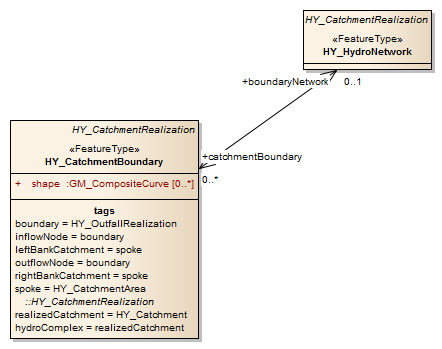 HY_CatchmentRealization
«FeatureType»
HY_HydroNetwork
+boundaryNetwork 0..1
HY_CatchmentRealization
«FeatureType»
HY_CatchmentBoundary
+catchmentBoundary
0..*
+ shape :GM_CompositeCurve [0..*]
tags
boundary = HY_OutfallRealization
inflowNode = boundary
leftBankCatchment = spoke
outflowNode = boundary
rightBankCatchment = spoke
spoke = HY_CatchmentArea
::HY_CatchmentRealization
realizedCatchment = HY_Catchment
hydroComplex = realizedCatchment